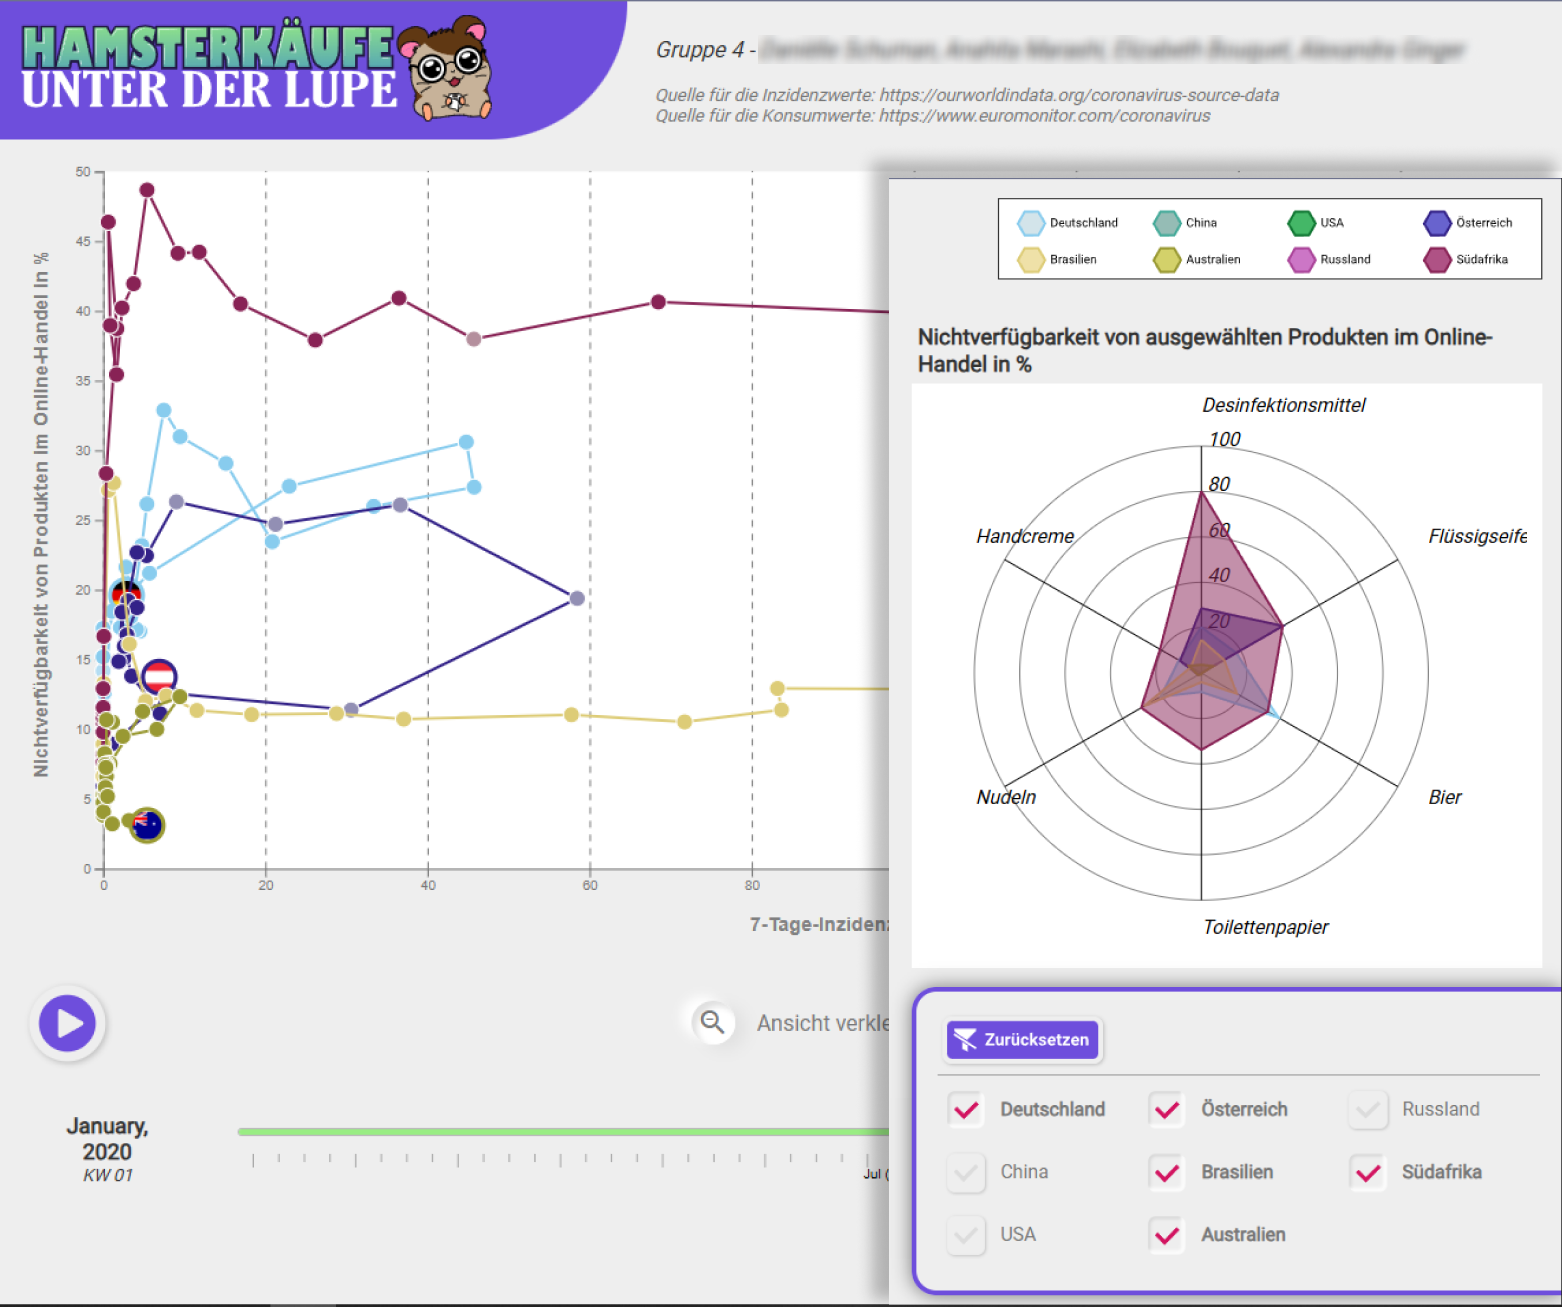 HAMSTERKÄUFE
UNTER DER LUPE
Gruppe 4 -
Quelle für die Inzidenzwerte: https://ourworldindata.org/coronavirus-source-data
Quelle für die Konsumwerte: https://www.euromonitor.com/coronavirus
Nichtverfügbarkeit von Produkten im Online-Handel in %
50
45
40
35
30
25
20
15
10
5
0
0 20 40 60 80
7-Tage-Inzidenz
Ansicht verkle
January,
2020
KW 01
Jul (
Deutschland China USA Österreich
Brasilien Australien Russland Südafrika
Nichtverfügbarkeit von ausgewählten Produkten im Online-
Handel in %
Desinfektionsmittel
100
80
60
40
20
Handcreme
Flüssigseife
Nudeln
Bier
Toilettenpapier
Zurücksetzen
Deutschland Österreich Russland
China Brasilien Südafrika
USA Australien